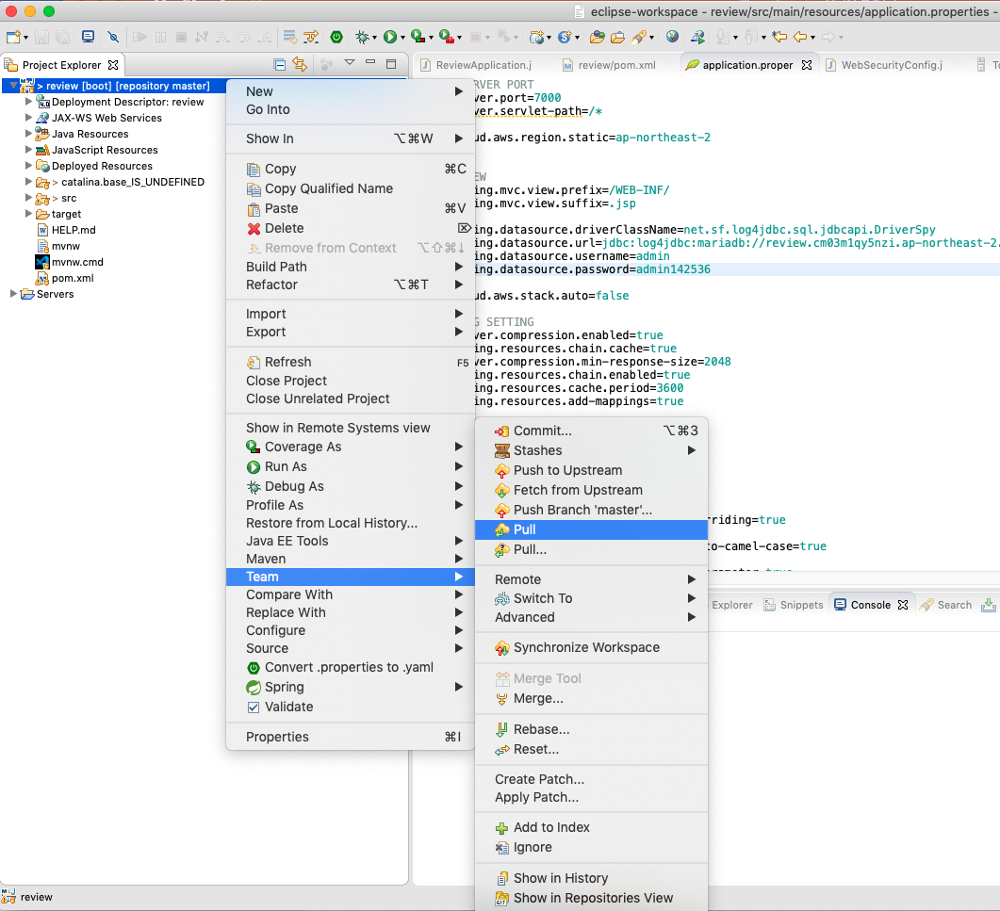 eclipse-workspace - review/src/main/resources/application.properties -
Project Explorer
> review [boot] [repository master]
Deployment Descriptor: review
JAX-WS Web Services
Java Resources
JavaScript Resources
Deployed Resources
> catalina.base_IS_UNDEFINED
> src
target
HELP.md
mvnw
mvnw.cmd
pom.xml
Servers
New
Go Into
Show In ⌥⌘W
Copy ⌘C
Copy Qualified Name
Paste ⌘V
Delete ⌦
Remove from Context ⌥⇧⌘↓
Build Path
Refactor ⌥⌘T
Import
Export
Refresh F5
Close Project
Close Unrelated Project
Show in Remote Systems view
Coverage As
Run As
Debug As
Profile As
Restore from Local History...
Java EE Tools
Maven
Team
Compare With
Replace With
Configure
Source
Convert .properties to .yaml
Spring
Validate
Properties ⌘I
Commit... ⌥⌘3
Stashes
Push to Upstream
Fetch from Upstream
Push Branch 'master'...
Pull
Pull...
Remote
Switch To
Advanced
Synchronize Workspace
Merge Tool
Merge...
Rebase...
Reset...
Create Patch...
Apply Patch...
Add to Index
Ignore
Show in History
Show in Repositories View
ReviewApplication.j
review/pom.xml
application.proper
WebSecurityConfig.j
RVER PORT
ver.port=7000
ver.servlet-path=/*
ud.aws.region.static=ap-northeast-2
EW
ing.mvc.view.prefix=/WEB-INF/
ing.mvc.view.suffix=.jsp
ing.datasource.driverClassName=net.sf.log4jdbc.sql.jdbcapi.DriverSpy
ing.datasource.url=jdbc:log4jdbc:mariadb://review.cm03m1qy5nzi.ap-northeast-2.
ing.datasource.username=admin
ing.datasource.password=admin142536
ud.aws.stack.auto=false
G SETTING
ver.compression.enabled=true
ing.resources.chain.cache=true
ver.compression.min-response-size=2048
ing.resources.chain.enabled=true
ing.resources.cache.period=3600
ing.resources.add-mappings=true
rriding=true
to-camel-case=true
Explorer
Snippets
Console
Search
review